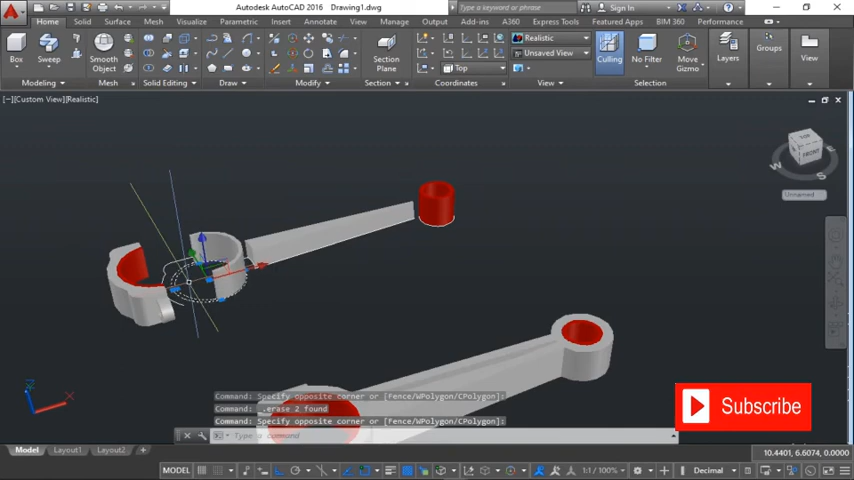 Autodesk AutoCAD 2016 Drawing1.dwg
Type a keyword or phrase
Sign In
Home Solid Surface Mesh Visualize Parametric Insert Annotate View Manage Output Add-ins A360 Express Tools Featured Apps BIM 360 Performance
Box Sweep Smooth Object Section Plane Realistic Unsaved View Top Culling No Filter Move Gizmo Layers Groups View
Modeling Mesh Solid Editing Draw Modify Section Coordinates Selection
[−][Custom View][Realistic]
TOP
FRONT
W
E
S
Unnamed
Z
X
Command: Specify opposite corner or [Fence/WPolygon/CPolygon]:
Command: .erase 2 found
Command: Specify opposite corner or [Fence/WPolygon/CPolygon]:
Type a command
Subscribe
Model Layout1 Layout2 +
10.4401, 6.6074, 0.0000
MODEL 1:1 / 100% Decimal